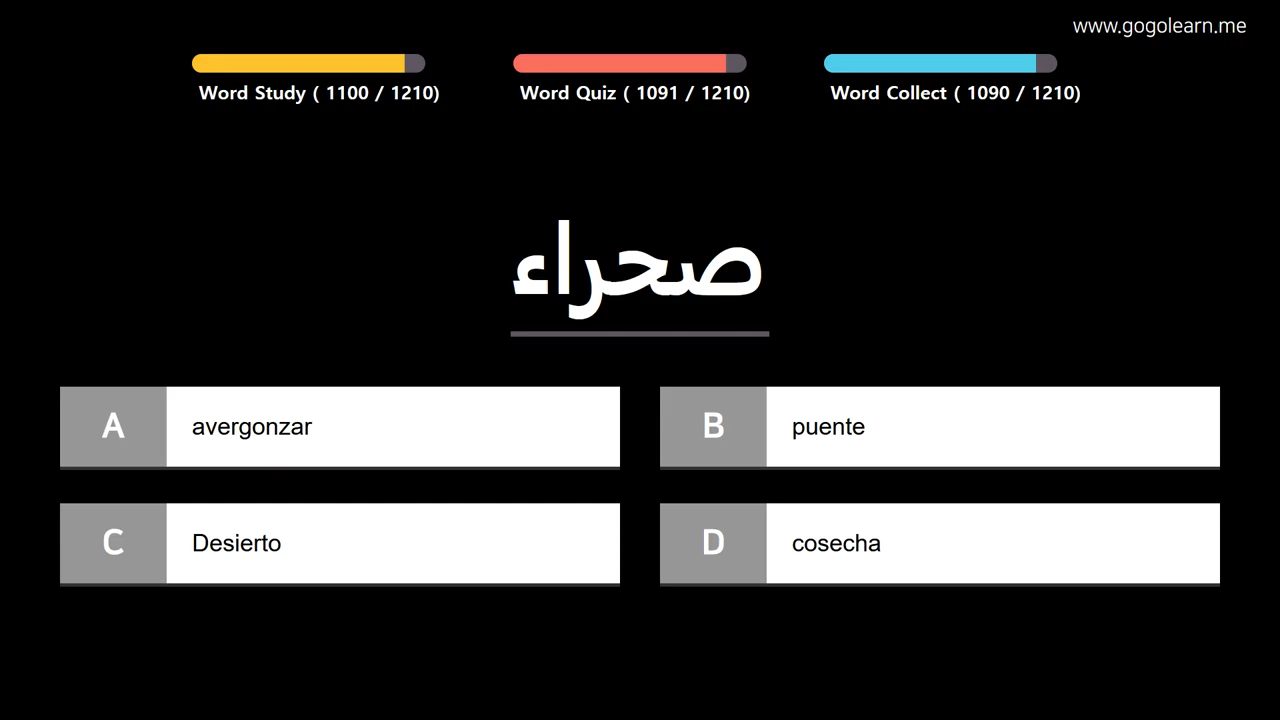 www.gogolearn.me
Word Study ( 1100 / 1210)
Word Quiz ( 1091 / 1210)
Word Collect ( 1090 / 1210)
صحراء
A avergonzar
B puente
C Desierto
D cosecha